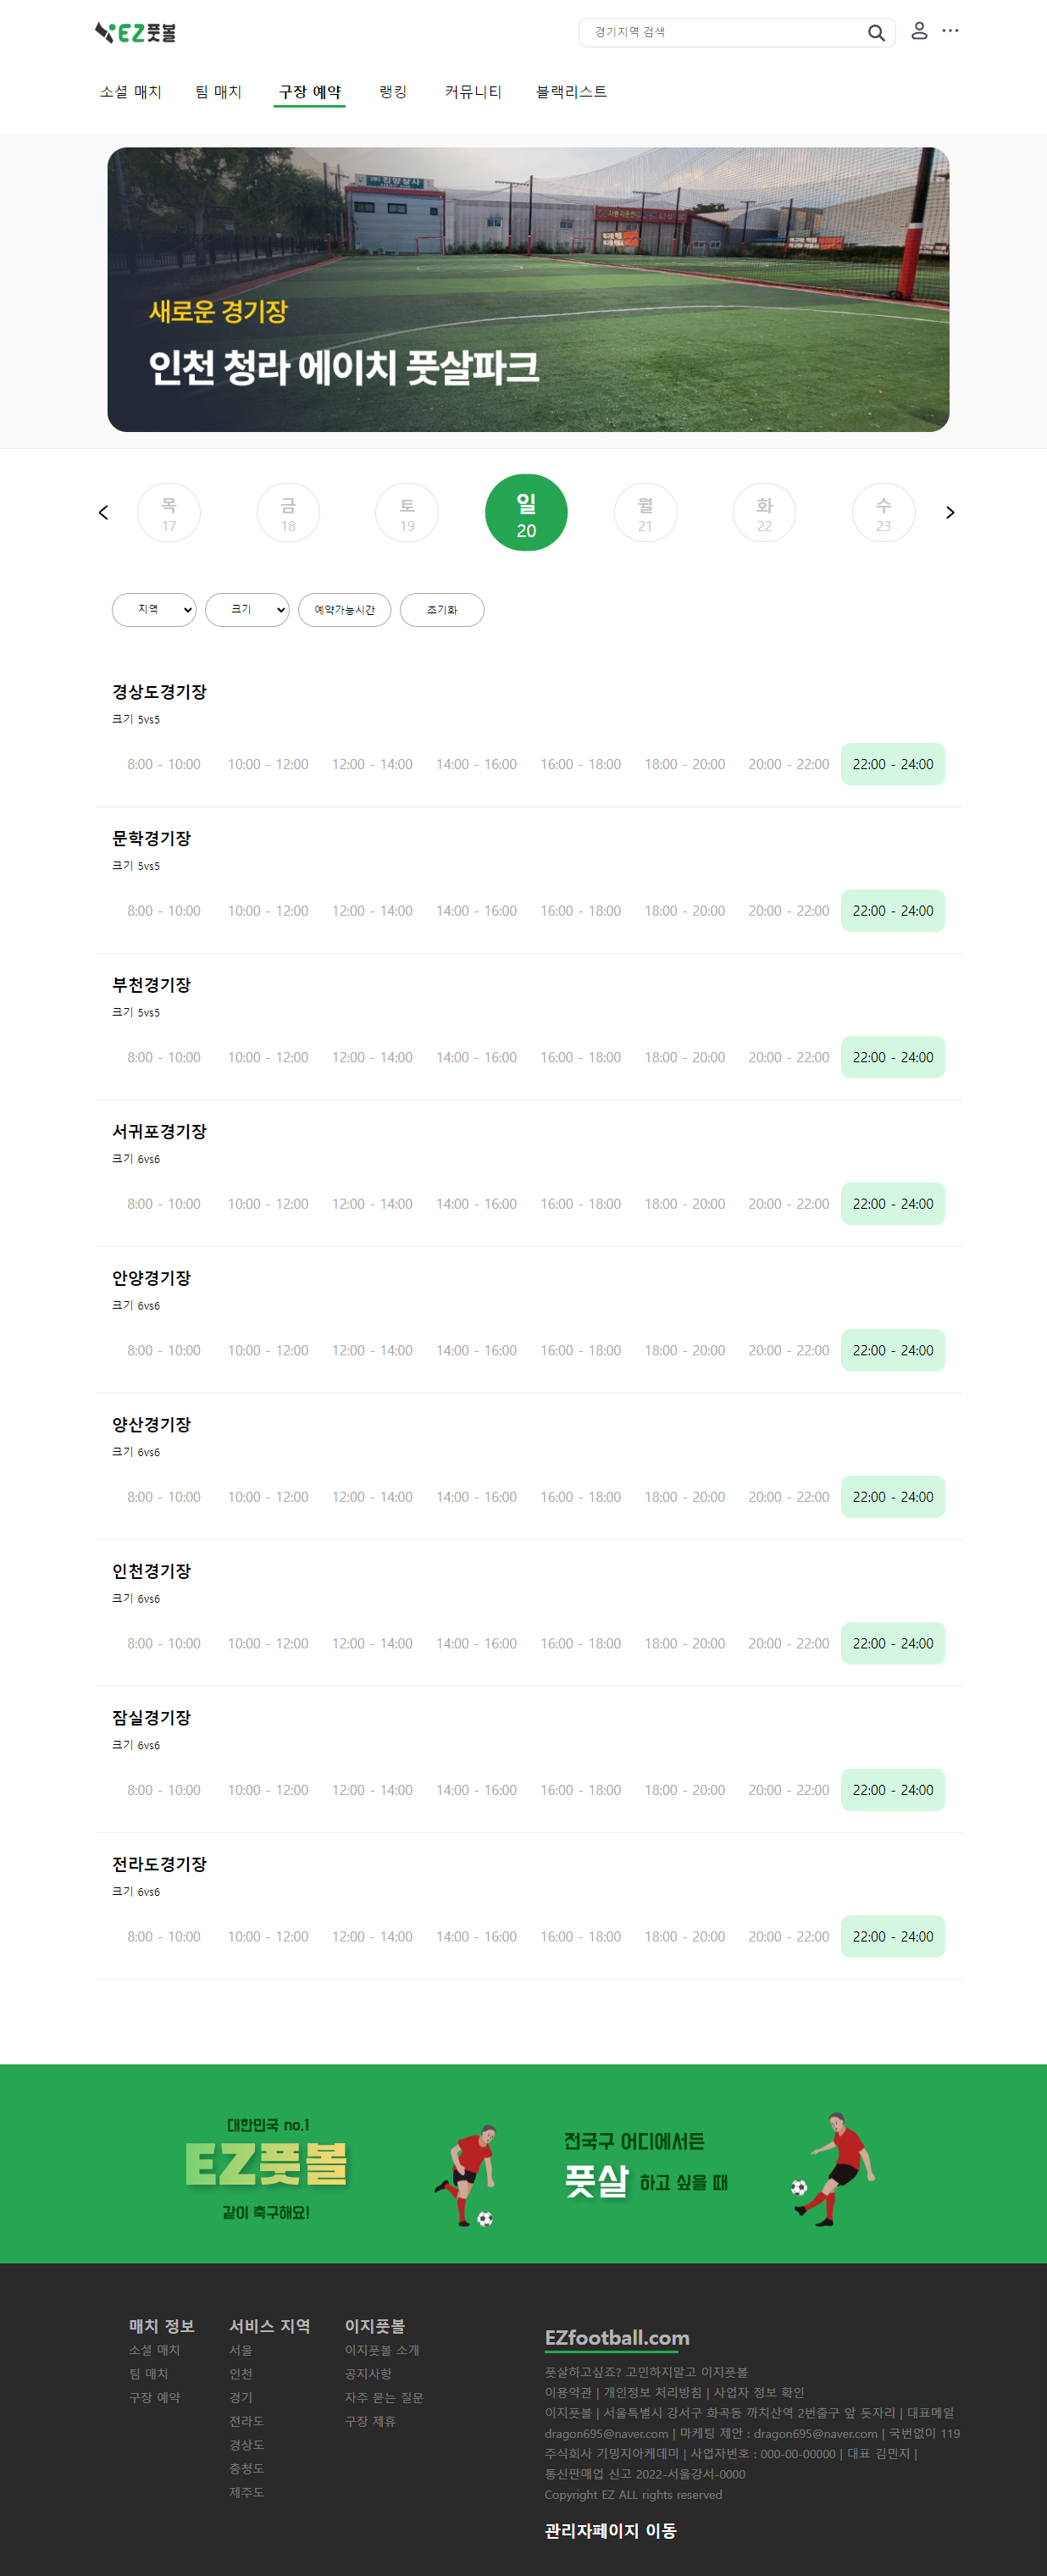 EZ풋볼
경기지역 검색
소셜 매치 팀 매치 구장 예약 랭킹 커뮤니티 블랙리스트
새로운 경기장
인천 청라 에이치 풋살파크
목 금 토 일 월 화 수
17 18 19 20 21 22 23
지역 크기 예약가능시간 초기화
경상도경기장
크기 5vs5
8:00 - 10:00 10:00 - 12:00 12:00 - 14:00 14:00 - 16:00 16:00 - 18:00 18:00 - 20:00 20:00 - 22:00 22:00 - 24:00
문학경기장
크기 5vs5
8:00 - 10:00 10:00 - 12:00 12:00 - 14:00 14:00 - 16:00 16:00 - 18:00 18:00 - 20:00 20:00 - 22:00 22:00 - 24:00
부천경기장
크기 5vs5
8:00 - 10:00 10:00 - 12:00 12:00 - 14:00 14:00 - 16:00 16:00 - 18:00 18:00 - 20:00 20:00 - 22:00 22:00 - 24:00
서귀포경기장
크기 6vs6
8:00 - 10:00 10:00 - 12:00 12:00 - 14:00 14:00 - 16:00 16:00 - 18:00 18:00 - 20:00 20:00 - 22:00 22:00 - 24:00
안양경기장
크기 6vs6
8:00 - 10:00 10:00 - 12:00 12:00 - 14:00 14:00 - 16:00 16:00 - 18:00 18:00 - 20:00 20:00 - 22:00 22:00 - 24:00
양산경기장
크기 6vs6
8:00 - 10:00 10:00 - 12:00 12:00 - 14:00 14:00 - 16:00 16:00 - 18:00 18:00 - 20:00 20:00 - 22:00 22:00 - 24:00
인천경기장
크기 6vs6
8:00 - 10:00 10:00 - 12:00 12:00 - 14:00 14:00 - 16:00 16:00 - 18:00 18:00 - 20:00 20:00 - 22:00 22:00 - 24:00
잠실경기장
크기 6vs6
8:00 - 10:00 10:00 - 12:00 12:00 - 14:00 14:00 - 16:00 16:00 - 18:00 18:00 - 20:00 20:00 - 22:00 22:00 - 24:00
전라도경기장
크기 6vs6
8:00 - 10:00 10:00 - 12:00 12:00 - 14:00 14:00 - 16:00 16:00 - 18:00 18:00 - 20:00 20:00 - 22:00 22:00 - 24:00
대한민국 no.1
EZ풋볼
같이 축구해요!
전국구 어디에서든
풋살 하고 싶을 때
매치 정보
소셜 매치
팀 매치
구장 예약
서비스 지역
서울
인천
경기
전라도
경상도
충청도
제주도
이지풋볼
이지풋볼 소개
공지사항
자주 묻는 질문
구장 제휴
EZfootball.com
풋살하고싶죠? 고민하지말고 이지풋볼
이용약관 | 개인정보 처리방침 | 사업자 정보 확인
이지풋볼 | 서울특별시 강서구 화곡동 까치산역 2번출구 앞 돗자리 | 대표메일
dragon695@naver.com | 마케팅 제안 : dragon695@naver.com | 국번없이 119
주식회사 기밍지아케데미 | 사업자번호 : 000-00-00000 | 대표 김민지 |
통신판매업 신고 2022-서울강서-0000
Copyright EZ ALL rights reserved
관리자페이지 이동